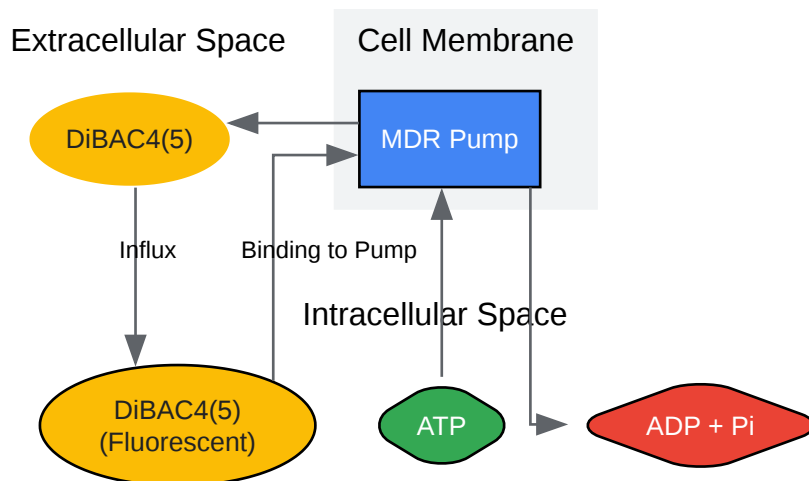 Extracellular Space
Cell Membrane
DiBAC4(5)
MDR Pump
Influx
Binding to Pump
Intracellular Space
DiBAC4(5)
(Fluorescent)
ATP
ADP + Pi